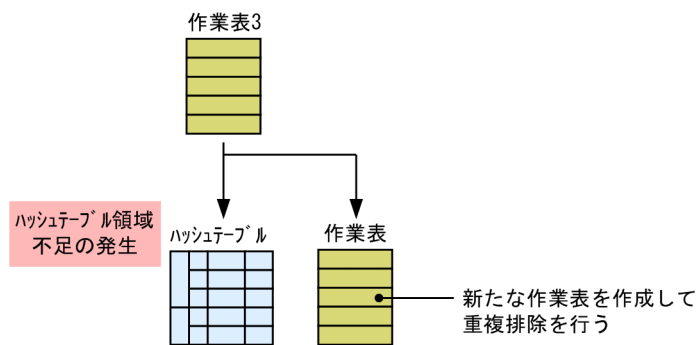 作業表3
ﾊｯｼｭﾃｰﾌﾞﾙ領域
不足の発生
ﾊｯｼｭﾃｰﾌﾞﾙ
作業表
新たな作業表を作成して
重複排除を行う